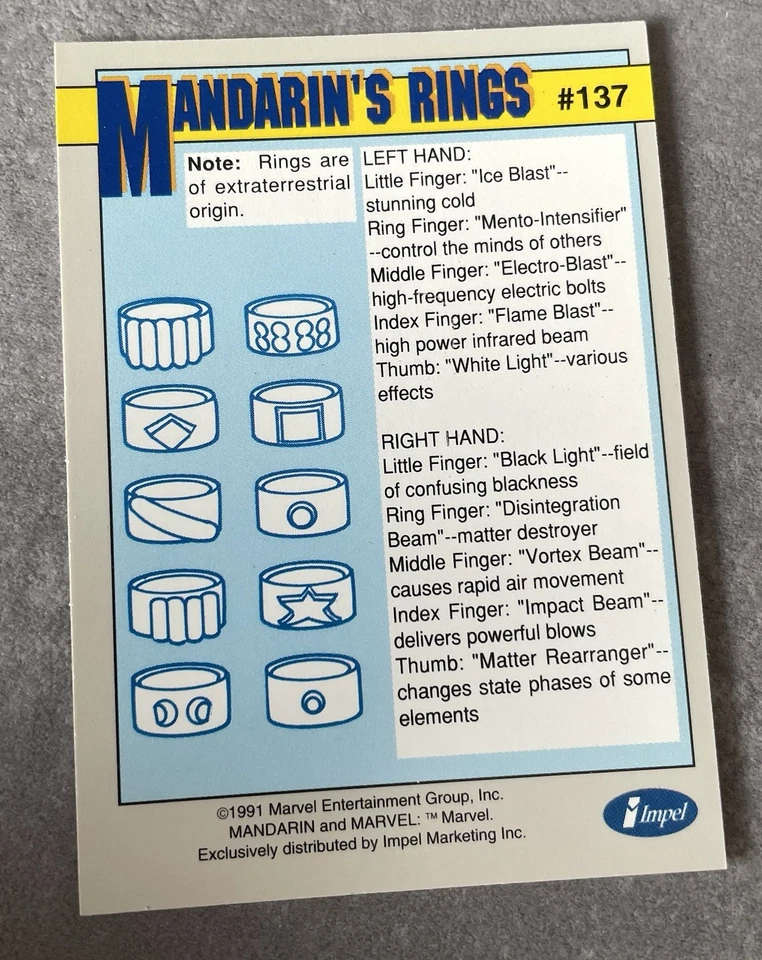 MANDARIN'S RINGS #137
Note: Rings are
of extraterrestrial
origin.
LEFT HAND:
Little Finger: "Ice Blast"--
stunning cold
Ring Finger: "Mento-Intensifier"
--control the minds of others
Middle Finger: "Electro-Blast"--
high-frequency electric bolts
Index Finger: "Flame Blast"--
high power infrared beam
Thumb: "White Light"--various
effects
RIGHT HAND:
Little Finger: "Black Light"--field
of confusing blackness
Ring Finger: "Disintegration
Beam"--matter destroyer
Middle Finger: "Vortex Beam"--
causes rapid air movement
Index Finger: "Impact Beam"--
delivers powerful blows
Thumb: "Matter Rearranger"--
changes state phases of some
elements
©1991 Marvel Entertainment Group, Inc.
MANDARIN and MARVEL: ™ Marvel.
Exclusively distributed by Impel Marketing Inc.
Impel